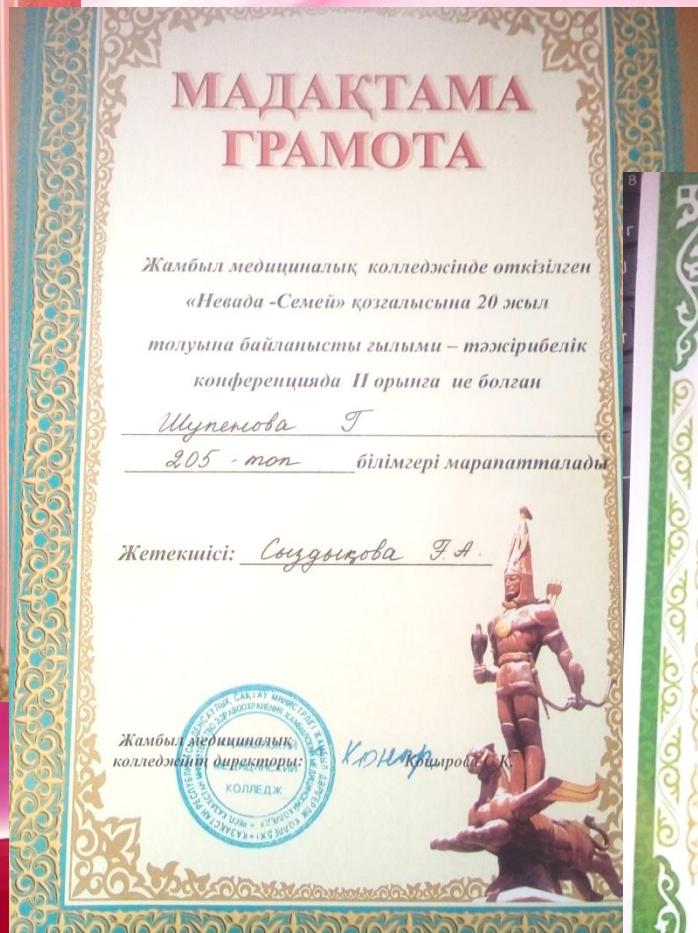 МАДАҚТАМА
ГРАМОТА
Жамбыл медициналық колледжінде өткізілген
«Невада -Семей» қозғалысына 20 жыл
толуына байланысты ғылыми – тәжірибелік
конференцияда II орынға ие болған
Шупенова Г
205 - топ білімгері марапатталады
Жетекшісі: Сыздықова Г.А.
Жамбыл медициналық
колледжінің директоры: С.К.
КОЛЛЕДЖ